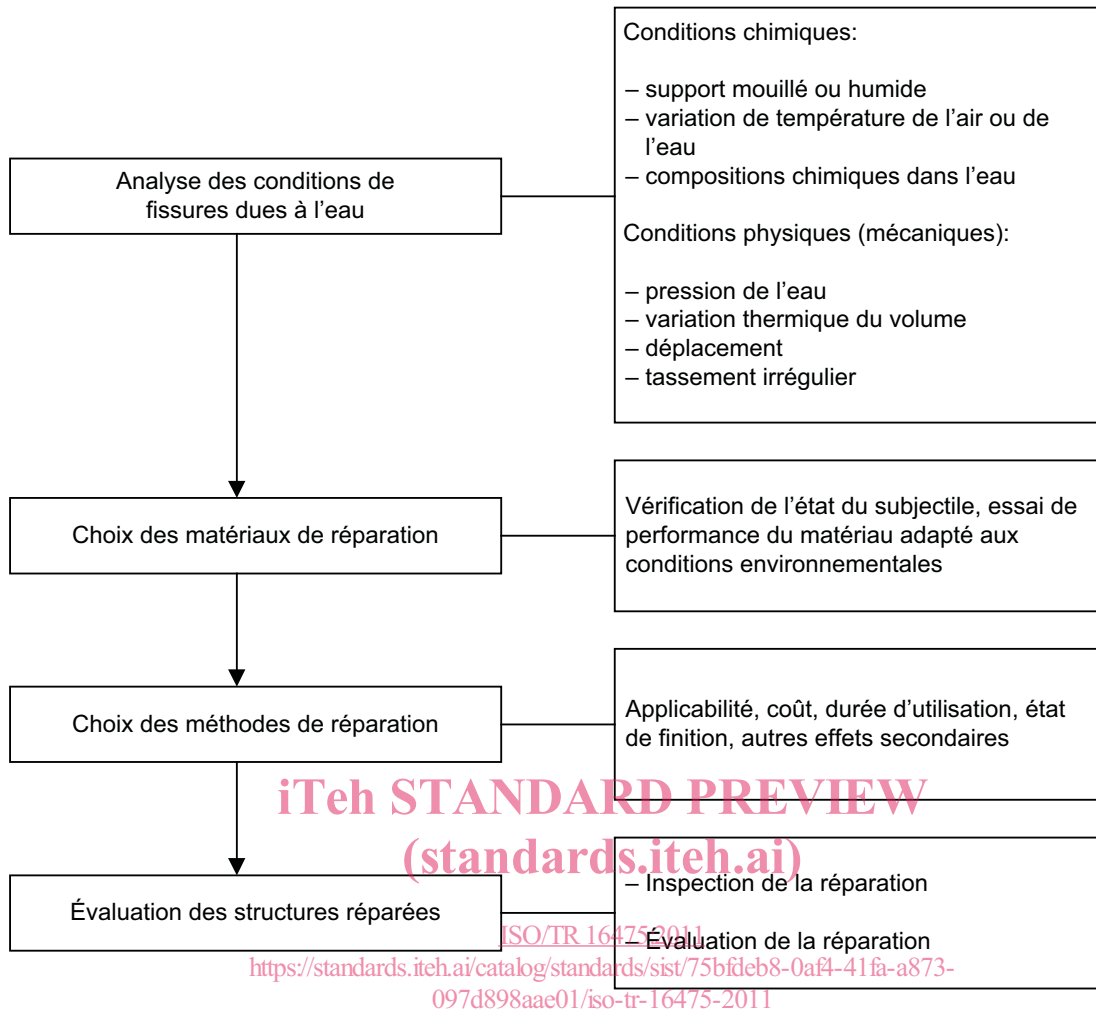 Conditions chimiques:
– support mouillé ou humide
– variation de température de l'air ou de
l'eau
– compositions chimiques dans l'eau
Conditions physiques (mécaniques):
– pression de l'eau
– variation thermique du volume
– déplacement
– tassement irrégulier
Analyse des conditions de
fissures dues à l'eau
Choix des matériaux de réparation
Vérification de l'état du subjectile, essai de
performance du matériau adapté aux
conditions environnementales
Choix des méthodes de réparation
Applicabilité, coût, durée d'utilisation, état
de finition, autres effets secondaires
iTeh STANDARD PREVIEW
(standards.iteh.ai)
Évaluation des structures réparées
– Inspection de la réparation
– Évaluation de la réparation
ISO/TR 16475:2011
https://standards.iteh.ai/catalog/standards/sist/75bfdeb8-0af4-41fa-a873-
097d898aae01/iso-tr-16475-2011